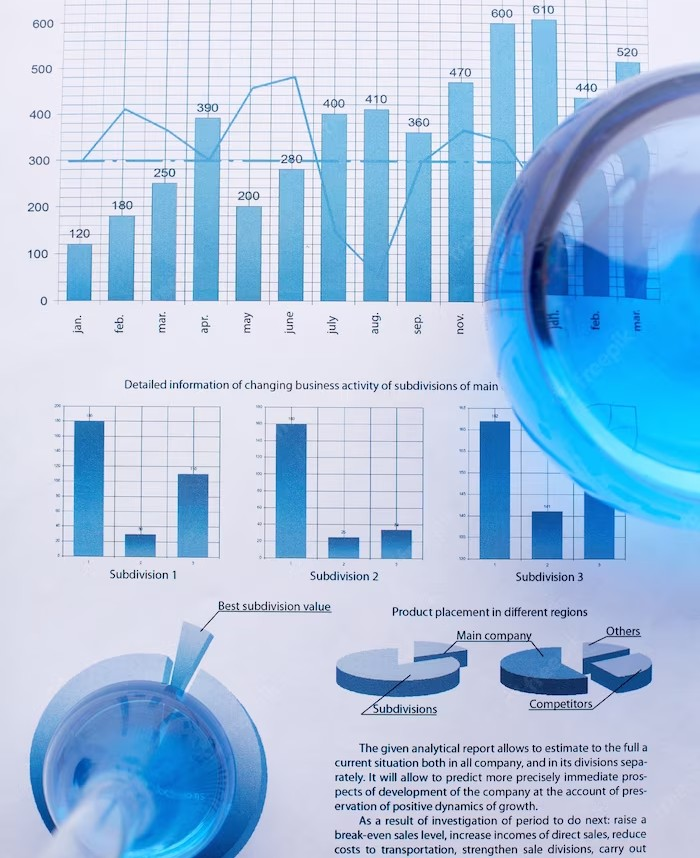 600
610
600
520
500
470
440
400
390
400
410
360
300
280
250
200
200
180
120
100
0
jan.
feb.
mar.
apr.
may
june
july
aug.
sep.
nov.
jan.
feb.
mar.
Detailed information of changing business activity of subdivisions of main
Subdivision 1
Subdivision 2
Subdivision 3
Best subdivision value
Product placement in different regions
Main company
Others
Subdivisions
Competitors
The given analytical report allows to estimate to the full a
current situation both in all company, and in its divisions sepa-
rately. It will allow to predict more precisely immediate pros-
pects of development of the company at the account of pres-
ervation of positive dynamics of growth.
As a result of investigation of period to do next: raise a
break-even sales level, increase incomes of direct sales, reduce
costs to transportation, strengthen sale divisions, carry out